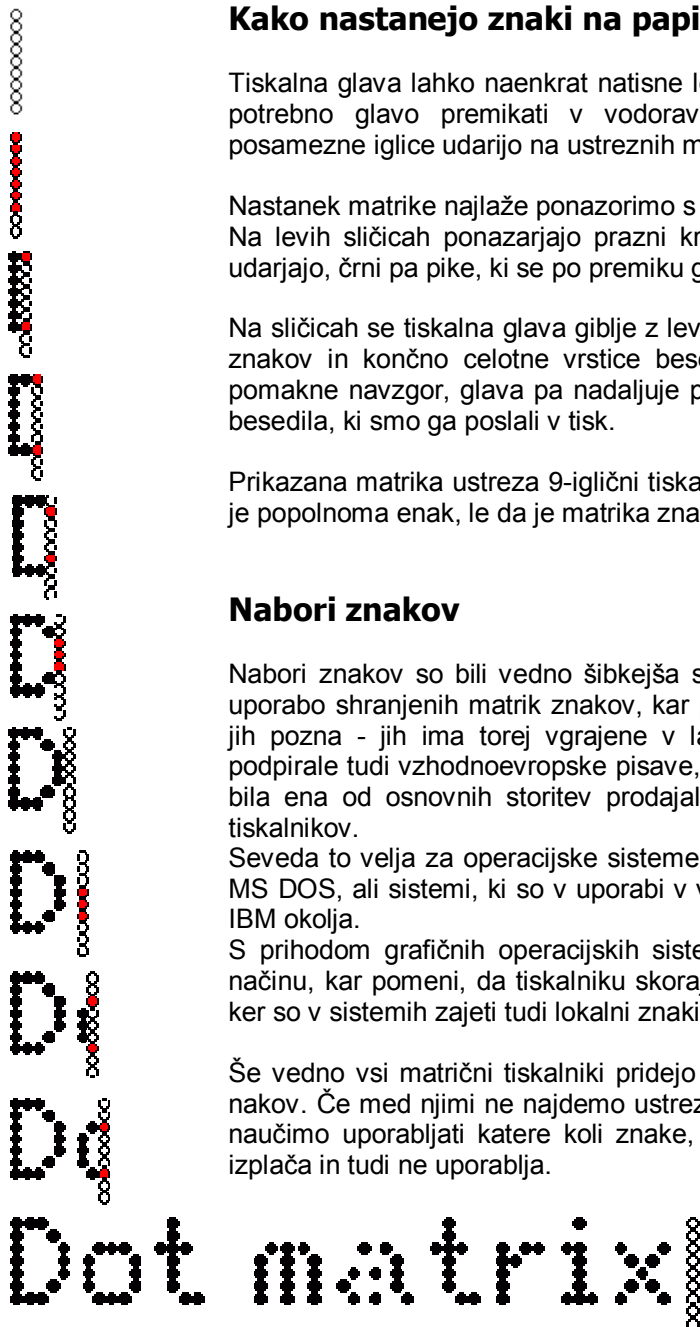 Kako nastanejo znaki na papi
Tiskalna glava lahko naenkrat natisne l
potrebno glavo premikati v vodorav
posamezne iglice udarijo na ustreznih m
Nastanek matrike najlaže ponazorimo s
Na levih sličicah ponazarjajo prazni kr
udarjajo, črni pa pike, ki se po premiku g
Na sličicah se tiskalna glava giblje z lev
znakov in končno celotne vrstice bese
pomakne navzgor, glava pa nadaljuje p
besedila, ki smo ga poslali v tisk.
Prikazana matrika ustreza 9-iglični tiska
je popolnoma enak, le da je matrika zna
Nabori znakov
Nabori znakov so bili vedno šibkejša s
uporabo shranjenih matrik znakov, kar
jih pozna - jih ima torej vgrajene v la
podpirale tudi vzhodnoevropske pisave,
bila ena od osnovnih storitev prodajal
tiskalnikov.
Seveda to velja za operacijske sisteme
MS DOS, ali sistemi, ki so v uporabi v v
IBM okolja.
S prihodom grafičnih operacijskih siste
načinu, kar pomeni, da tiskalniku skoraj
ker so v sistemih zajeti tudi lokalni znaki
Še vedno vsi matrični tiskalniki pridejo
nakov. Če med njimi ne najdemo ustrez
naučimo uporabljati katere koli znake,
izplača in tudi ne uporablja.
Dot matrix